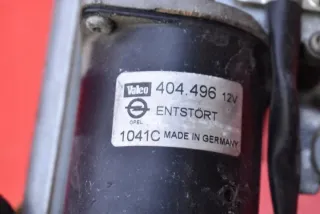 Valeo 404.496 12V
OPEL ENTSTÖRT
1041C MADE IN GERMANY